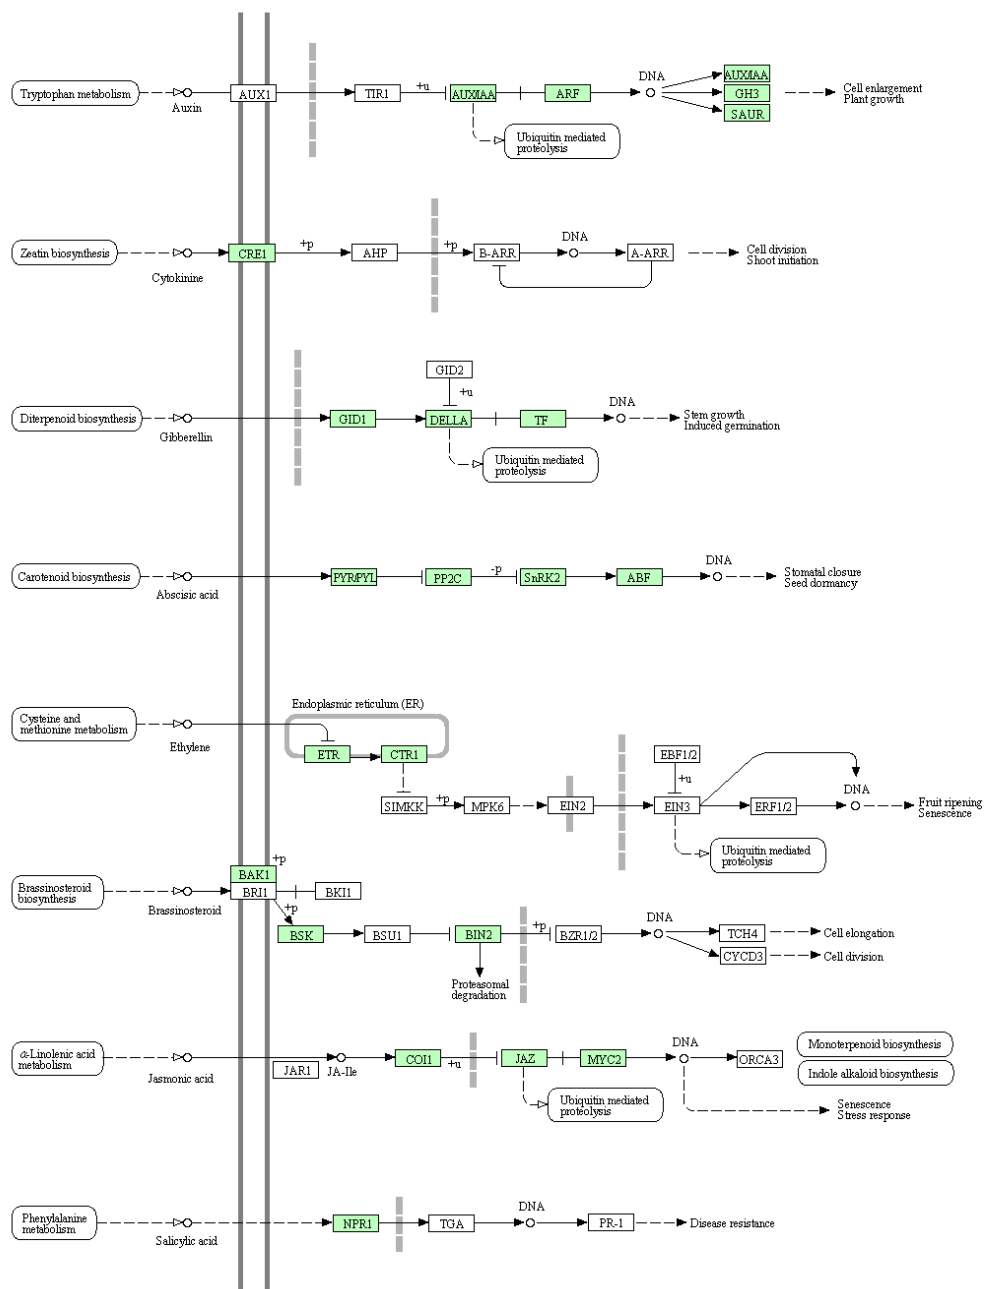 Tryptophan metabolism
Auxin
AUX1
TIR1
+u
AUX/IAA
ARF
DNA
AUX/IAA
GH3
SAUR
Cell enlargement
Plant growth
Ubiquitin mediated
proteolysis
Zeatin biosynthesis
Cytokinine
CRE1
+p
AHP
+p
B-ARR
DNA
A-ARR
Cell division
Shoot initiation
GID2
+u
Diterpenoid biosynthesis
Gibberellin
GID1
DELLA
TF
DNA
Stem growth
Induced germination
Ubiquitin mediated
proteolysis
Carotenoid biosynthesis
Abscisic acid
PYR/PYL
PP2C
-p
SnRK2
ABF
DNA
Stomatal closure
Seed dormancy
Endoplasmic reticulum (ER)
Cysteine and
methionine metabolism
Ethylene
ETR
CTR1
SIMKK
+p
MPK6
EIN2
EBF1/2
+u
EIN3
ERF1/2
DNA
Fruit ripening
Senescence
Ubiquitin mediated
proteolysis
Brassinosteroid
biosynthesis
Brassinosteroid
BAK1
+p
BRI1
BKI1
+p
BSK
BSU1
BIN2
+p
BZR1/2
DNA
TCH4
Cell elongation
CYCD3
Cell division
Proteasomal
degradation
α-Linolenic acid
metabolism
Jasmonic acid
JAR1
JA-Ile
COI1
+u
JAZ
MYC2
DNA
ORCA3
Monoterpenoid biosynthesis
Indole alkaloid biosynthesis
Ubiquitin mediated
proteolysis
Senescence
Stress response
Phenylalanine
metabolism
Salicylic acid
NPR1
TGA
DNA
PR-1
Disease resistance